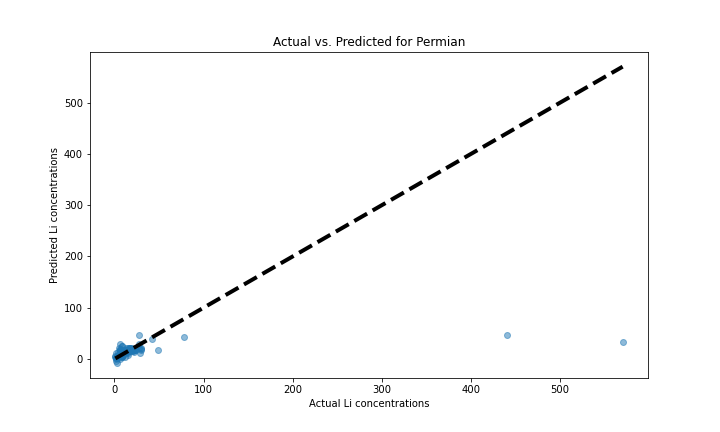 Actual vs. Predicted for Permian
Predicted Li concentrations
500
400
300
200
100
0
0 100 200 300 400 500
Actual Li concentrations